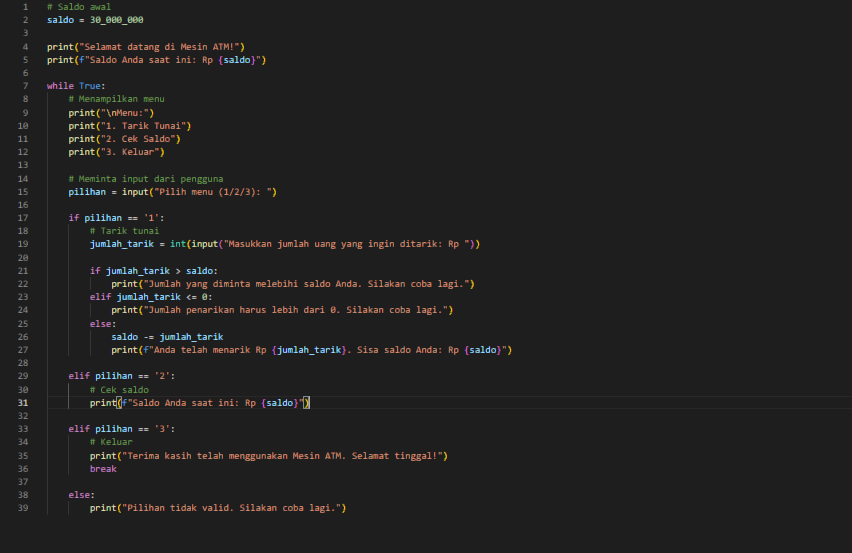 1 # Saldo awal
2 saldo = 30_000_000
3
4 print("Selamat datang di Mesin ATM!")
5 print(f"Saldo Anda saat ini: Rp {saldo}")
6
7 while True:
8     # Menampilkan menu
9     print("\nMenu:")
10     print("1. Tarik Tunai")
11     print("2. Cek Saldo")
12     print("3. Keluar")
13
14     # Meminta input dari pengguna
15     pilihan = input("Pilih menu (1/2/3): ")
16
17     if pilihan == '1':
18         # Tarik tunai
19         jumlah_tarik = int(input("Masukkan jumlah uang yang ingin ditarik: Rp "))
20
21         if jumlah_tarik > saldo:
22             print("Jumlah yang diminta melebihi saldo Anda. Silakan coba lagi.")
23         elif jumlah_tarik <= 0:
24             print("Jumlah penarikan harus lebih dari 0. Silakan coba lagi.")
25         else:
26             saldo -= jumlah_tarik
27             print(f"Anda telah menarik Rp {jumlah_tarik}. Sisa saldo Anda: Rp {saldo}")
28
29     elif pilihan == '2':
30         # Cek saldo
31         print(f"Saldo Anda saat ini: Rp {saldo}")
32
33     elif pilihan == '3':
34         # Keluar
35         print("Terima kasih telah menggunakan Mesin ATM. Selamat tinggal!")
36         break
37
38     else:
39         print("Pilihan tidak valid. Silakan coba lagi.")